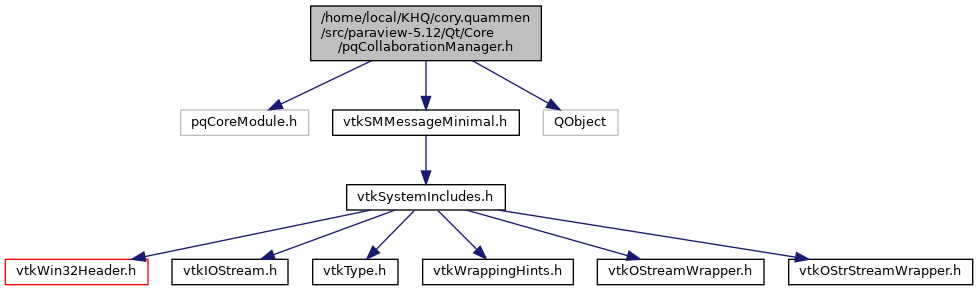 /home/local/KHQ/cory.quammen
/src/paraview-5.12/Qt/Core
/pqCollaborationManager.h
pqCoreModule.h
vtkSMMessageMinimal.h
QObject
vtkSystemIncludes.h
vtkWin32Header.h
vtkIOStream.h
vtkType.h
vtkWrappingHints.h
vtkOStreamWrapper.h
vtkOStrStreamWrapper.h